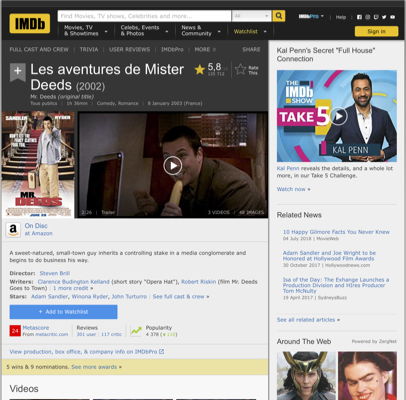 IMDb
Find Movies, TV shows, Celebrities and more...
All
IMDbPro
Help
Movies, TV & Showtimes
Celebs, Events & Photos
News & Community
Watchlist
Sign in
FULL CAST AND CREW | TRIVIA | USER REVIEWS | IMDbPro | MORE
SHARE
Les aventures de Mister
Deeds (2002)
Mr. Deeds (original title)
Tous publics | 1h 36min | Comedy, Romance | 8 January 2003 (France)
5,8
Rate This
SANDLER RYDER
MR. DEEDS
2:26 | Trailer
3 VIDEOS | 48 IMAGES
On Disc
at Amazon
A sweet-natured, small-town guy inherits a controlling stake in a media conglomerate and
begins to do business his way.
Director: Steven Brill
Writers: Clarence Budington Kelland (short story "Opera Hat"), Robert Riskin (film Mr. Deeds
Goes to Town) | 1 more credit »
Stars: Adam Sandler, Winona Ryder, John Turturro | See full cast & crew »
+ Add to Watchlist
24 Metascore
From metacritic.com
Reviews
301 user | 117 critic
Popularity
4 378
View production, box office, & company info on IMDbPro
5 wins & 9 nominations. See more awards »
Videos
Kal Penn's Secret "Full House"
Connection
THE IMDb SHOW
TAKE 5
KAL PENN
Kal Penn reveals the details, and a whole lot
more, in our Take 5 Challenge.
Watch now »
Related News
10 Happy Gilmore Facts You Never Knew
04 July 2018 | MovieWeb
Adam Sandler and Joe Wright to be
Honored at Hollywood Film Awards
30 October 2017 | Hollywoodnews.com
Isa of the Day: The Exhange Launches a
Production Division and Hires Producer
Tom McNulty
19 April 2017 | SydneysBuzz
See all related articles »
Around The Web
Powered by ZergNet